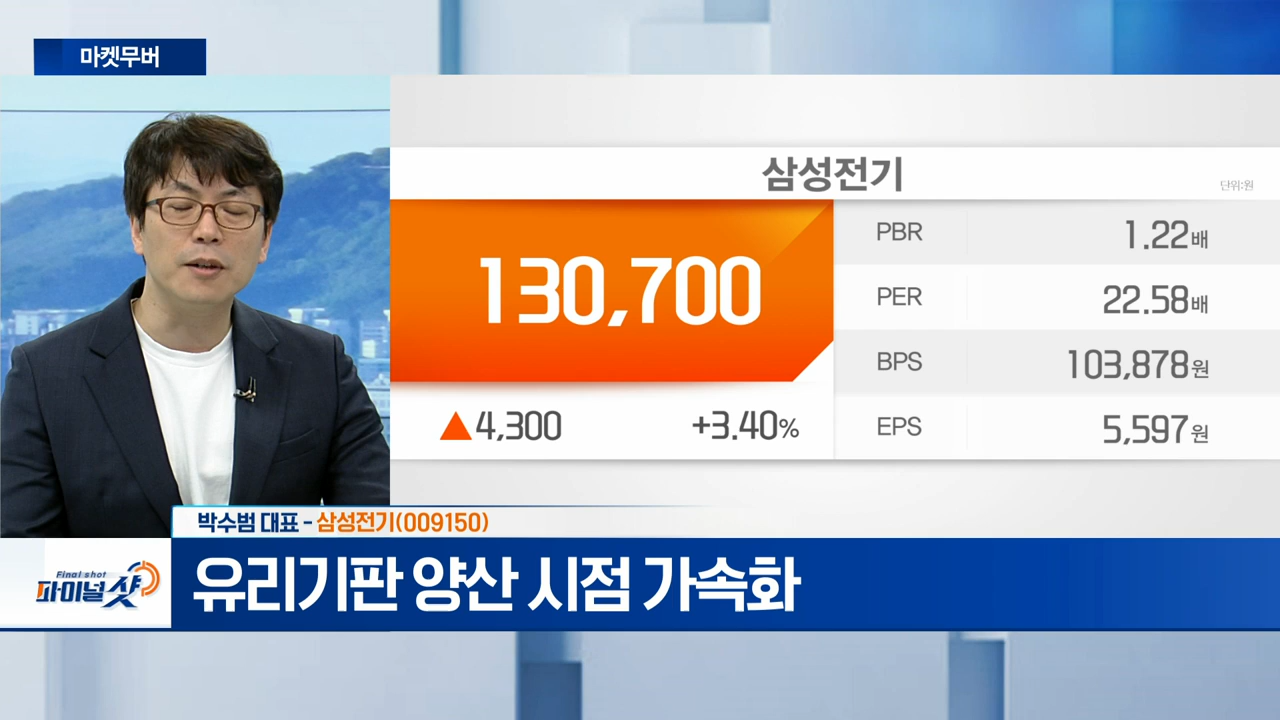 마켓무버
삼성전기
단위:원
130,700
▲4,300 +3.40%
PBR 1.22배
PER 22.58배
BPS 103,878원
EPS 5,597원
박수범 대표 - 삼성전기(009150)
Final shot
파이널샷
유리기판 양산 시점 가속화